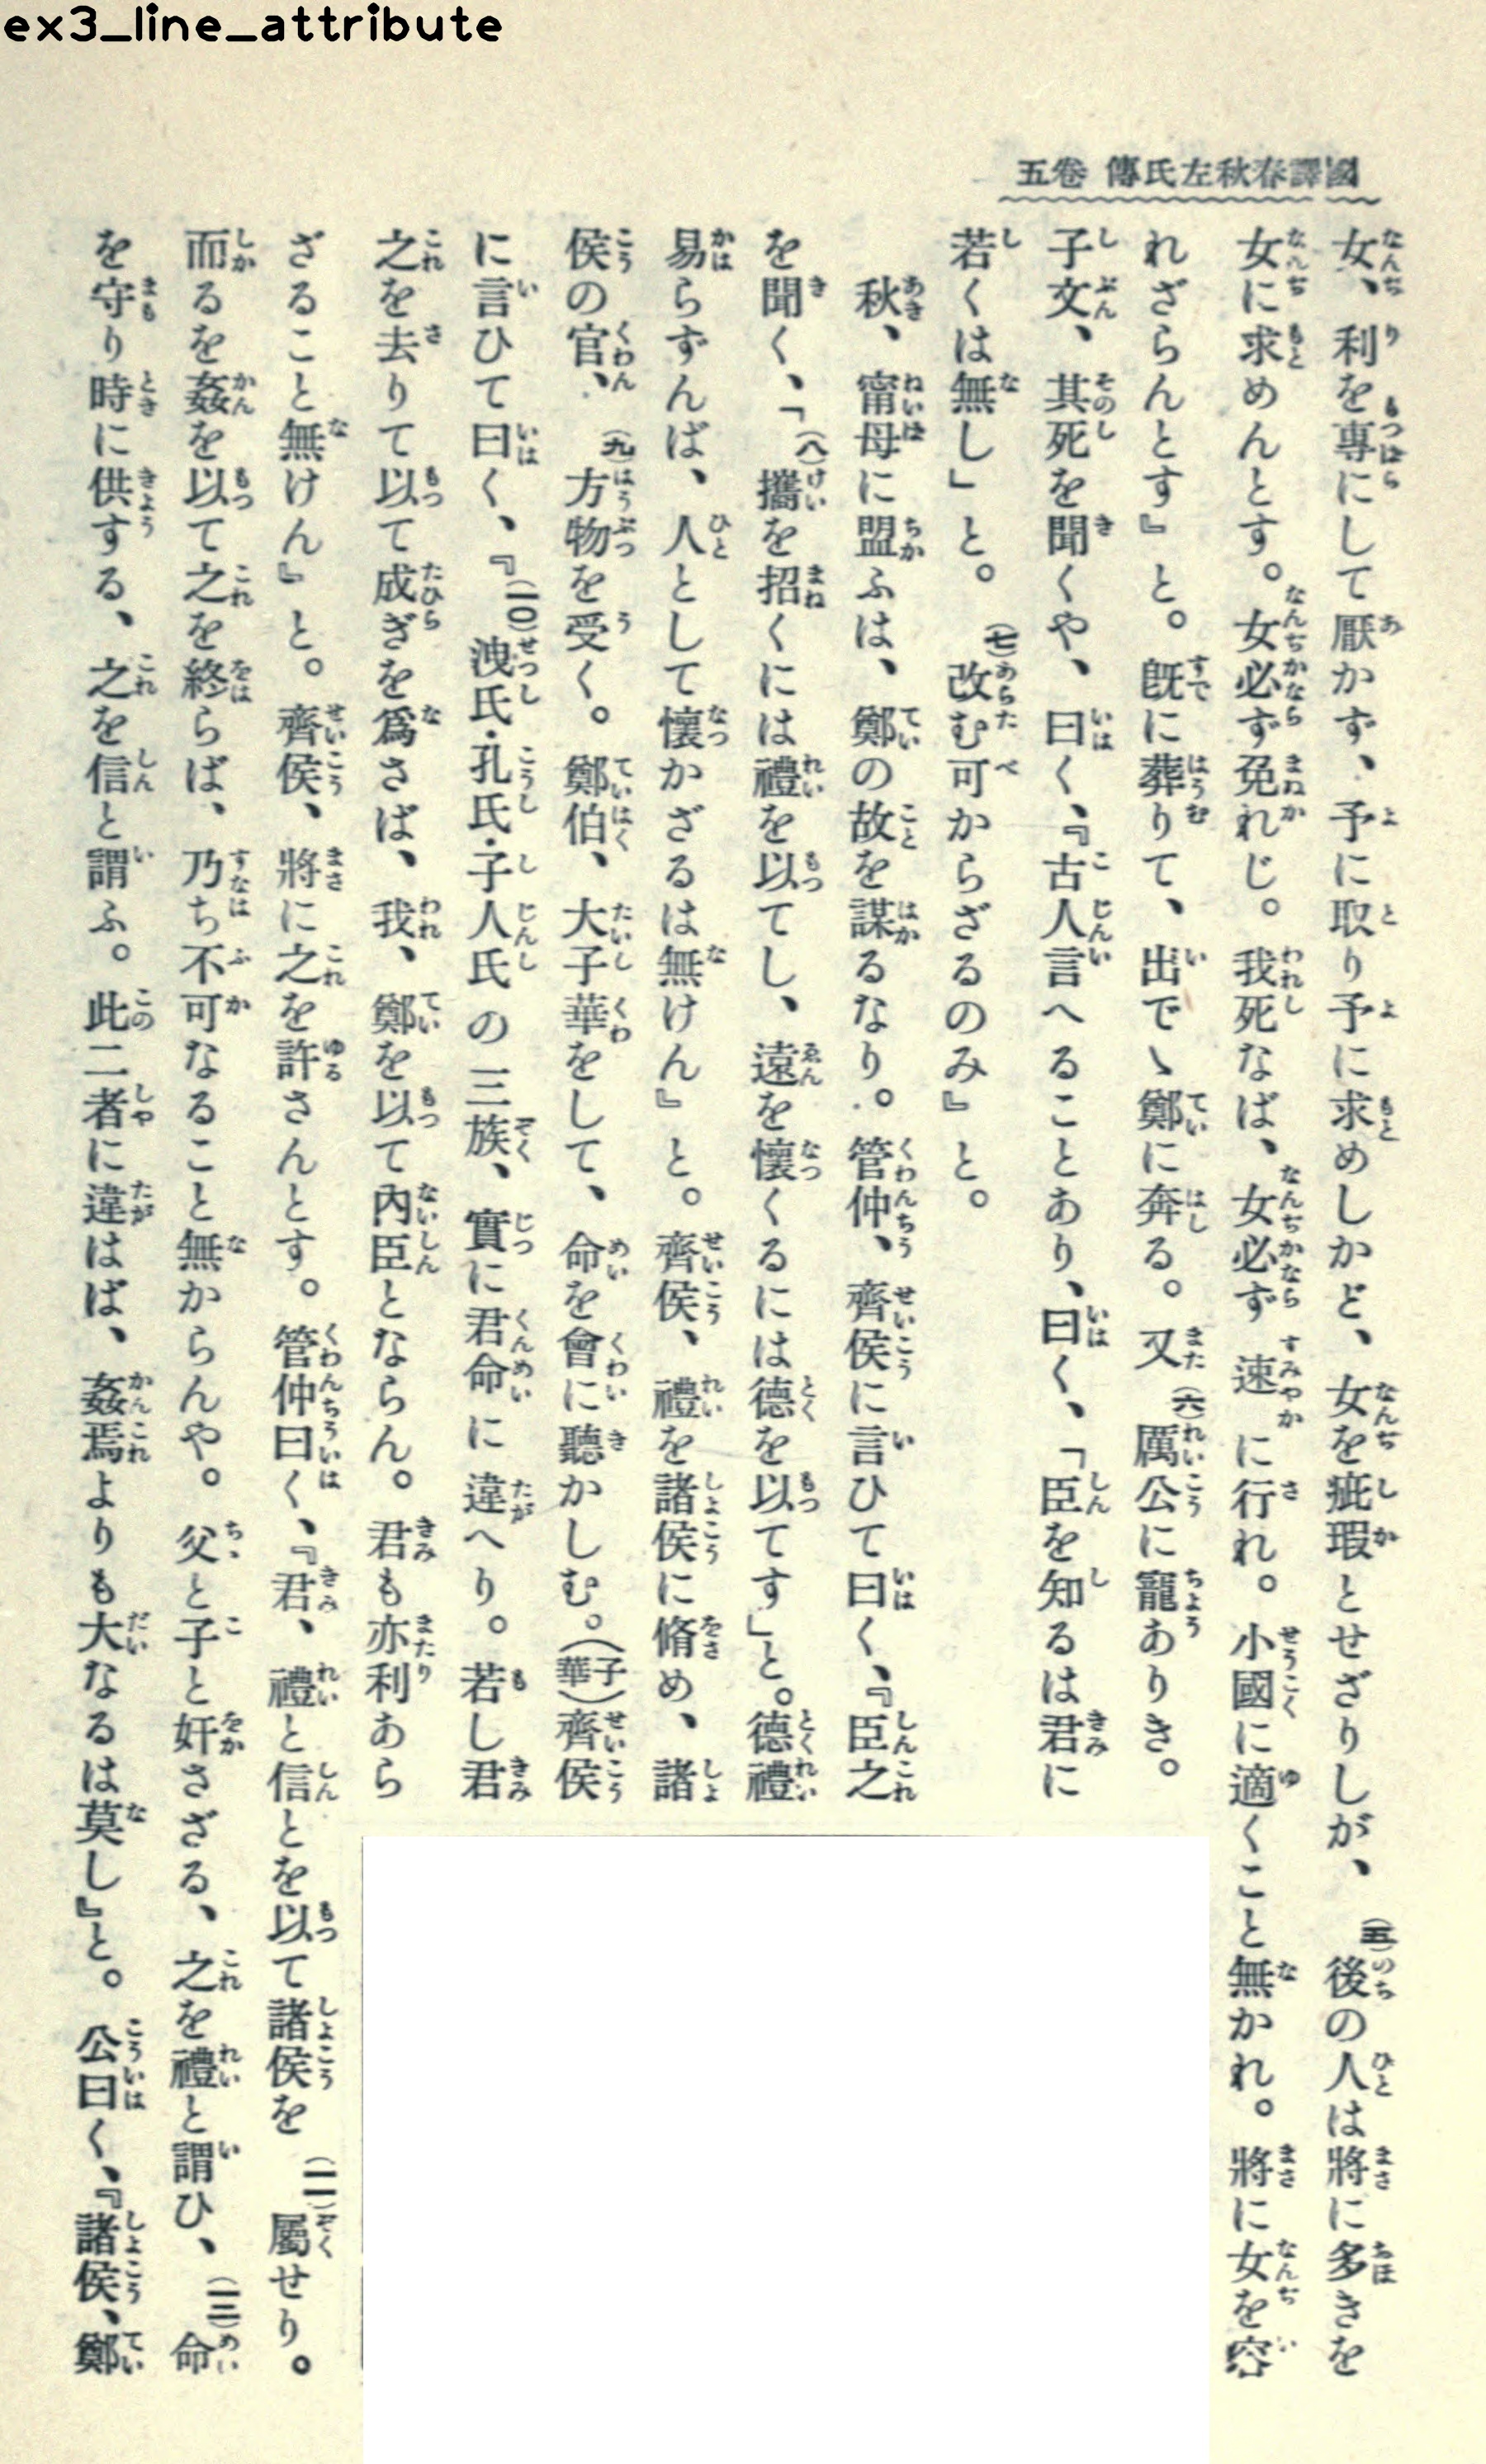 ex3_line_attribute
國譯春秋左氏傳 卷五
女、利を專にして厭かず、予に取り予に求めしかど、女を疵瑕とせざりしが、(五)後の人は將に多きを
女に求めんとす。女必ず免れじ。我死なば、女必ず速に行れ。小國に適くこと無かれ。將に女を容
れざらんとす』と。旣に葬りて、出でゝ鄭に奔る。又(六)厲公に寵ありき。
子文、其死を聞くや、曰く、『古人言へることあり、曰く、「臣を知るは君に
若くは無し」と。(七)改む可からざるのみ』と。
秋、甯母に盟ふは、鄭の故を謀るなり。管仲、齊侯に言ひて曰く、『臣之
を聞く、「(八)攜を招くには禮を以てし、遠を懷くるには德を以てす」と。德禮
易らずんば、人として懷かざるは無けん』と。齊侯、禮を諸侯に脩め、諸
侯の官、(九)方物を受く。鄭伯、大子華をして、命を會に聽かしむ。(子華)齊侯
に言ひて曰く、『(一〇)洩氏・孔氏・子人氏の三族、實に君命に違へり。若し君
之を去りて以て成ぎを爲さば、我、鄭を以て內臣とならん。君も亦利あら
ざること無けん』と。齊侯、將に之を許さんとす。管仲曰く、『君、禮と信とを以て諸侯を(一一)屬せり。
而るを姦を以て之を終らば、乃ち不可なること無からんや。父と子と奸さざる、之を禮と謂ひ、(一二)命
を守り時に供する、之を信と謂ふ。此二者に違はば、姦焉よりも大なるは莫し』と。公曰く、『諸侯、鄭